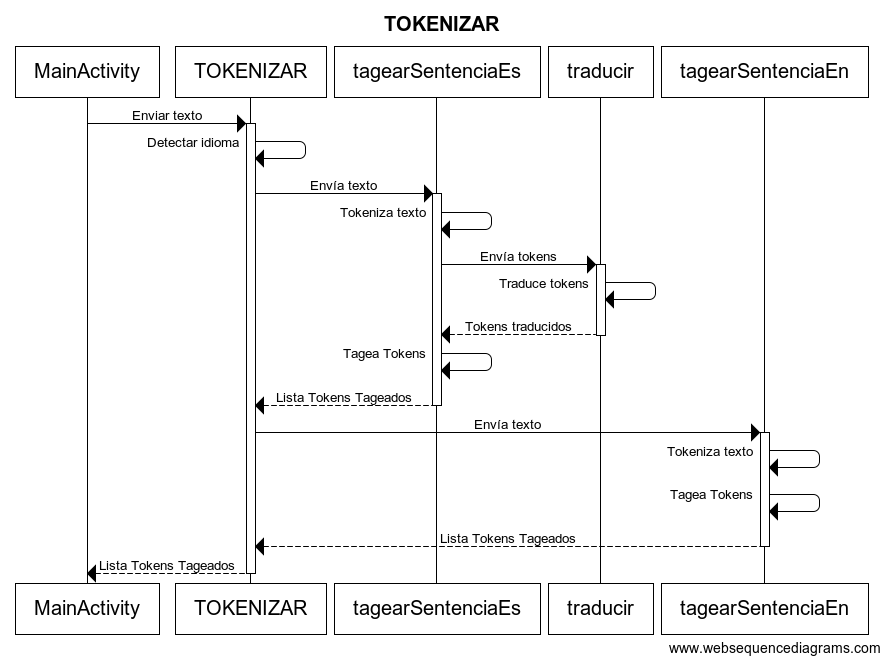 TOKENIZAR
MainActivity TOKENIZAR tagearSentenciaEs traducir tagearSentenciaEn
Enviar texto
Detectar idioma
Envía texto
Tokeniza texto
Envía tokens
Traduce tokens
Tokens traducidos
Tagea Tokens
Lista Tokens Tageados
Envía texto
Tokeniza texto
Tagea Tokens
Lista Tokens Tageados
Lista Tokens Tageados
MainActivity TOKENIZAR tagearSentenciaEs traducir tagearSentenciaEn
www.websequencediagrams.com